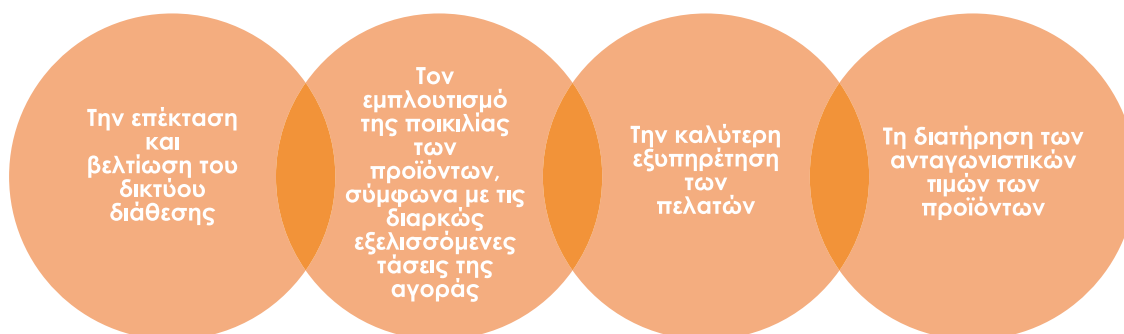 Την επέκταση
και
βελτίωση του
δικτύου
διάθεσης
Τον
εμπλουτισμό
της ποικιλίας
των
προϊόντων,
σύμφωνα με τις
διαρκώς
εξελισσόμενες
τάσεις της
αγοράς
Την καλύτερη
εξυπηρέτηση
των
πελατών
Τη διατήρηση των
ανταγωνιστικών
τιμών των
προϊόντων